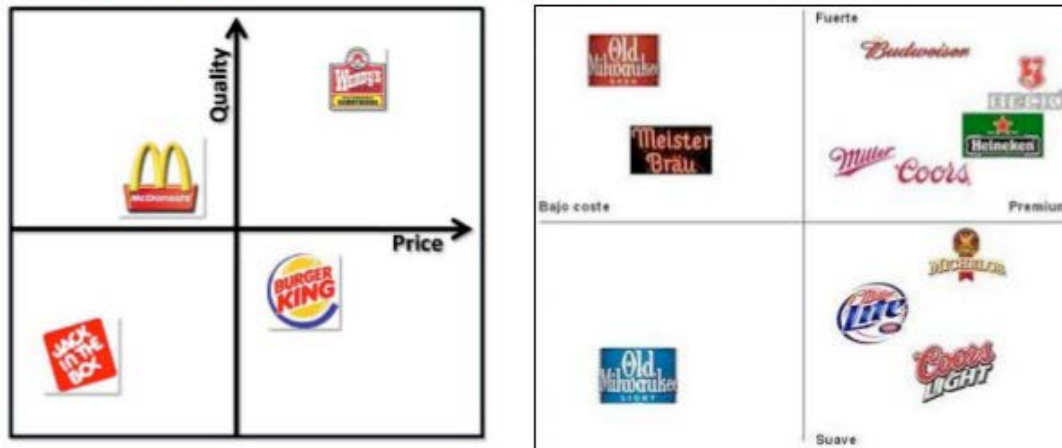 Quality
Price
WENDY'S
McDONALD'S
BURGER
KING
JACK
IN THE
BOX
Fuerte
Bajo coste
Premium
Suave
Old
Milwaukee
BEER
Meister
Bräu
Budweiser
BECK
Heineken
Miller
Coors
MICHELOB
Miller
Lite
Coors
LIGHT
Old
Milwaukee
LIGHT